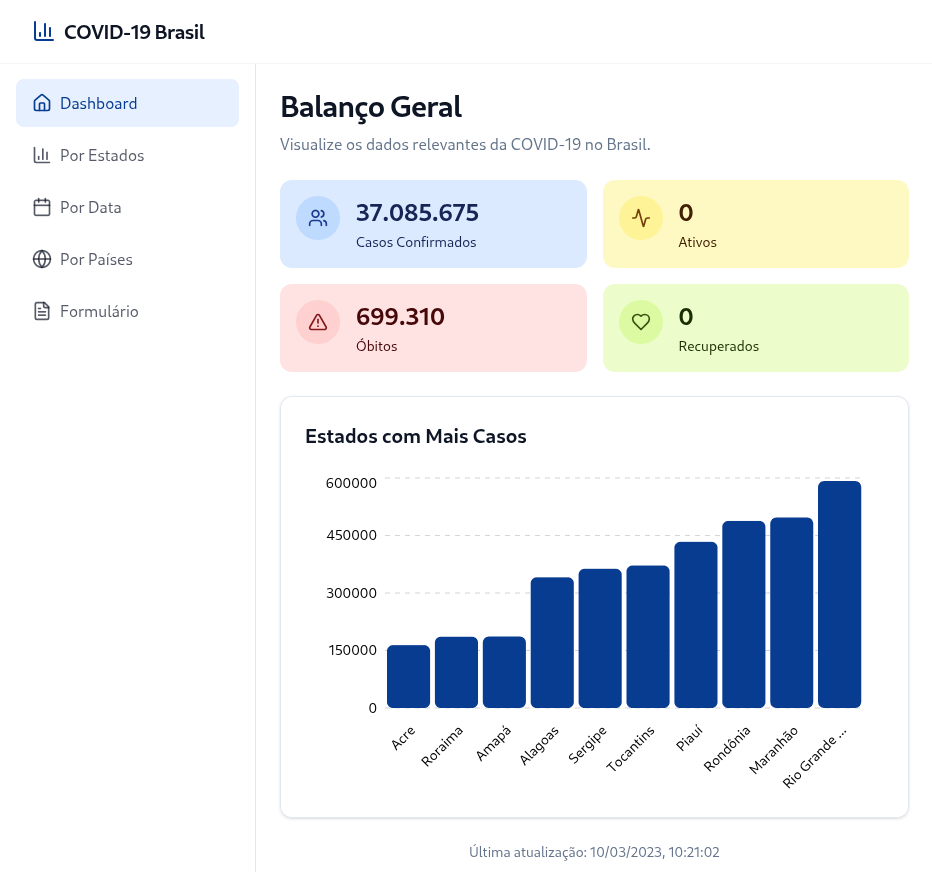 COVID-19 Brasil
Dashboard
Por Estados
Por Data
Por Países
Formulário
Balanço Geral
Visualize os dados relevantes da COVID-19 no Brasil.
37.085.675
Casos Confirmados
0
Ativos
699.310
Óbitos
0
Recuperados
Estados com Mais Casos
600000
450000
300000
150000
0
Acre
Roraima
Amapá
Alagoas
Sergipe
Tocantins
Piauí
Rondônia
Maranhão
Rio Grande ...
Última atualização: 10/03/2023, 10:21:02